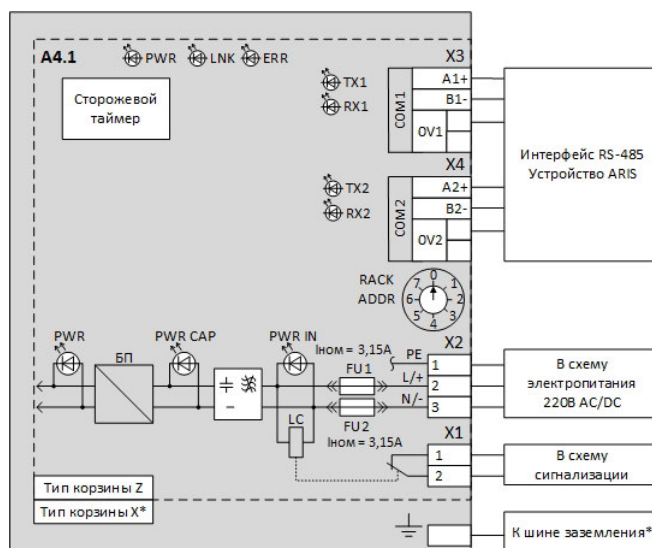 A4.1
PWR
LNK
ERR
X3
Сторожевой
таймер
TX1
RX1
COM1
A1+
B1-
0V1
Интерфейс RS-485
Устройство ARIS
X4
TX2
RX2
COM2
A2+
B2-
0V2
RACK
ADDR
0
1
2
3
4
5
6
7
X2
PWR
БП
PWR CAP
PWR IN
Iном = 3,15А
PE
L/+
N/-
FU1
FU2
Iном = 3,15А
LC
1
2
3
В схему
электропитания
220В AC/DC
X1
1
2
В схему
сигнализации
Тип корзины Z
Тип корзины X*
К шине заземления*